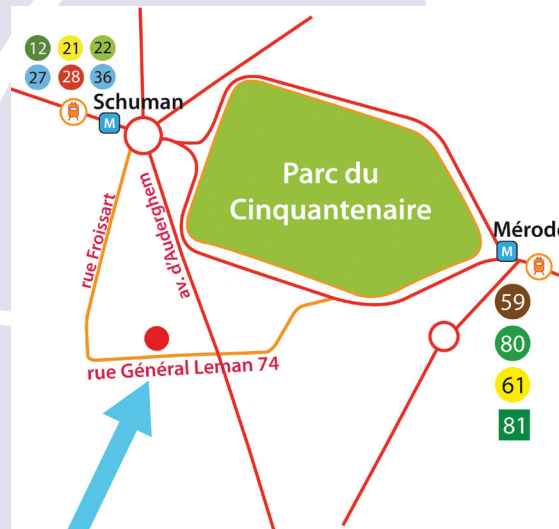 12 21 22
27 28 36
Schuman
M
Parc du
Cinquantenaire
rue Froissart
av. d'Auderghem
Mérode
M
59
80
61
81
rue Général Leman 74